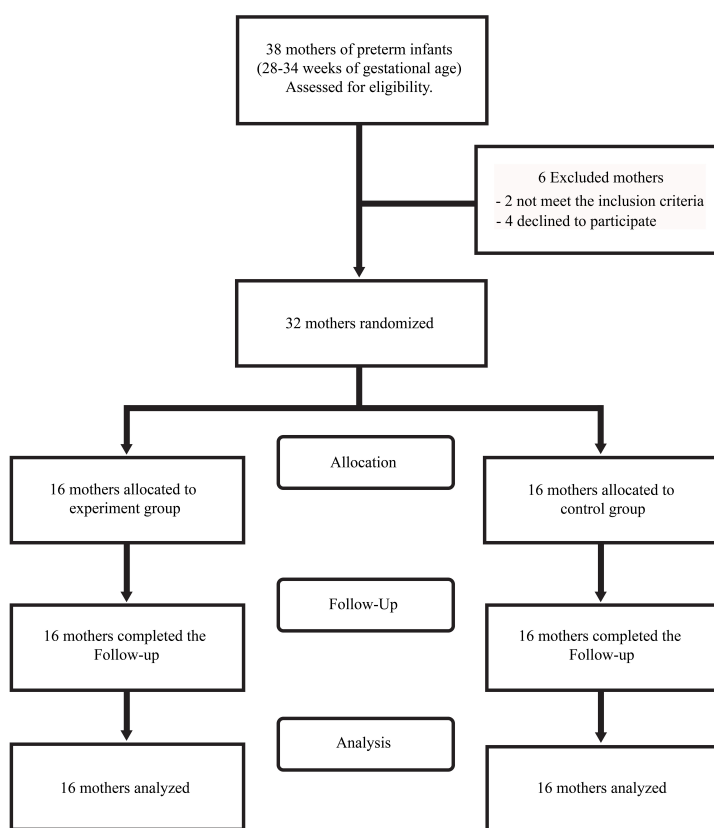 38 mothers of preterm infants
(28-34 weeks of gestational age)
Assessed for eligibility.
6 Excluded mothers
- 2 not meet the inclusion criteria
- 4 declined to participate
32 mothers randomized
Allocation
16 mothers allocated to
experiment group
16 mothers allocated to
control group
Follow-Up
16 mothers completed the
Follow-up
16 mothers completed the
Follow-up
Analysis
16 mothers analyzed
16 mothers analyzed